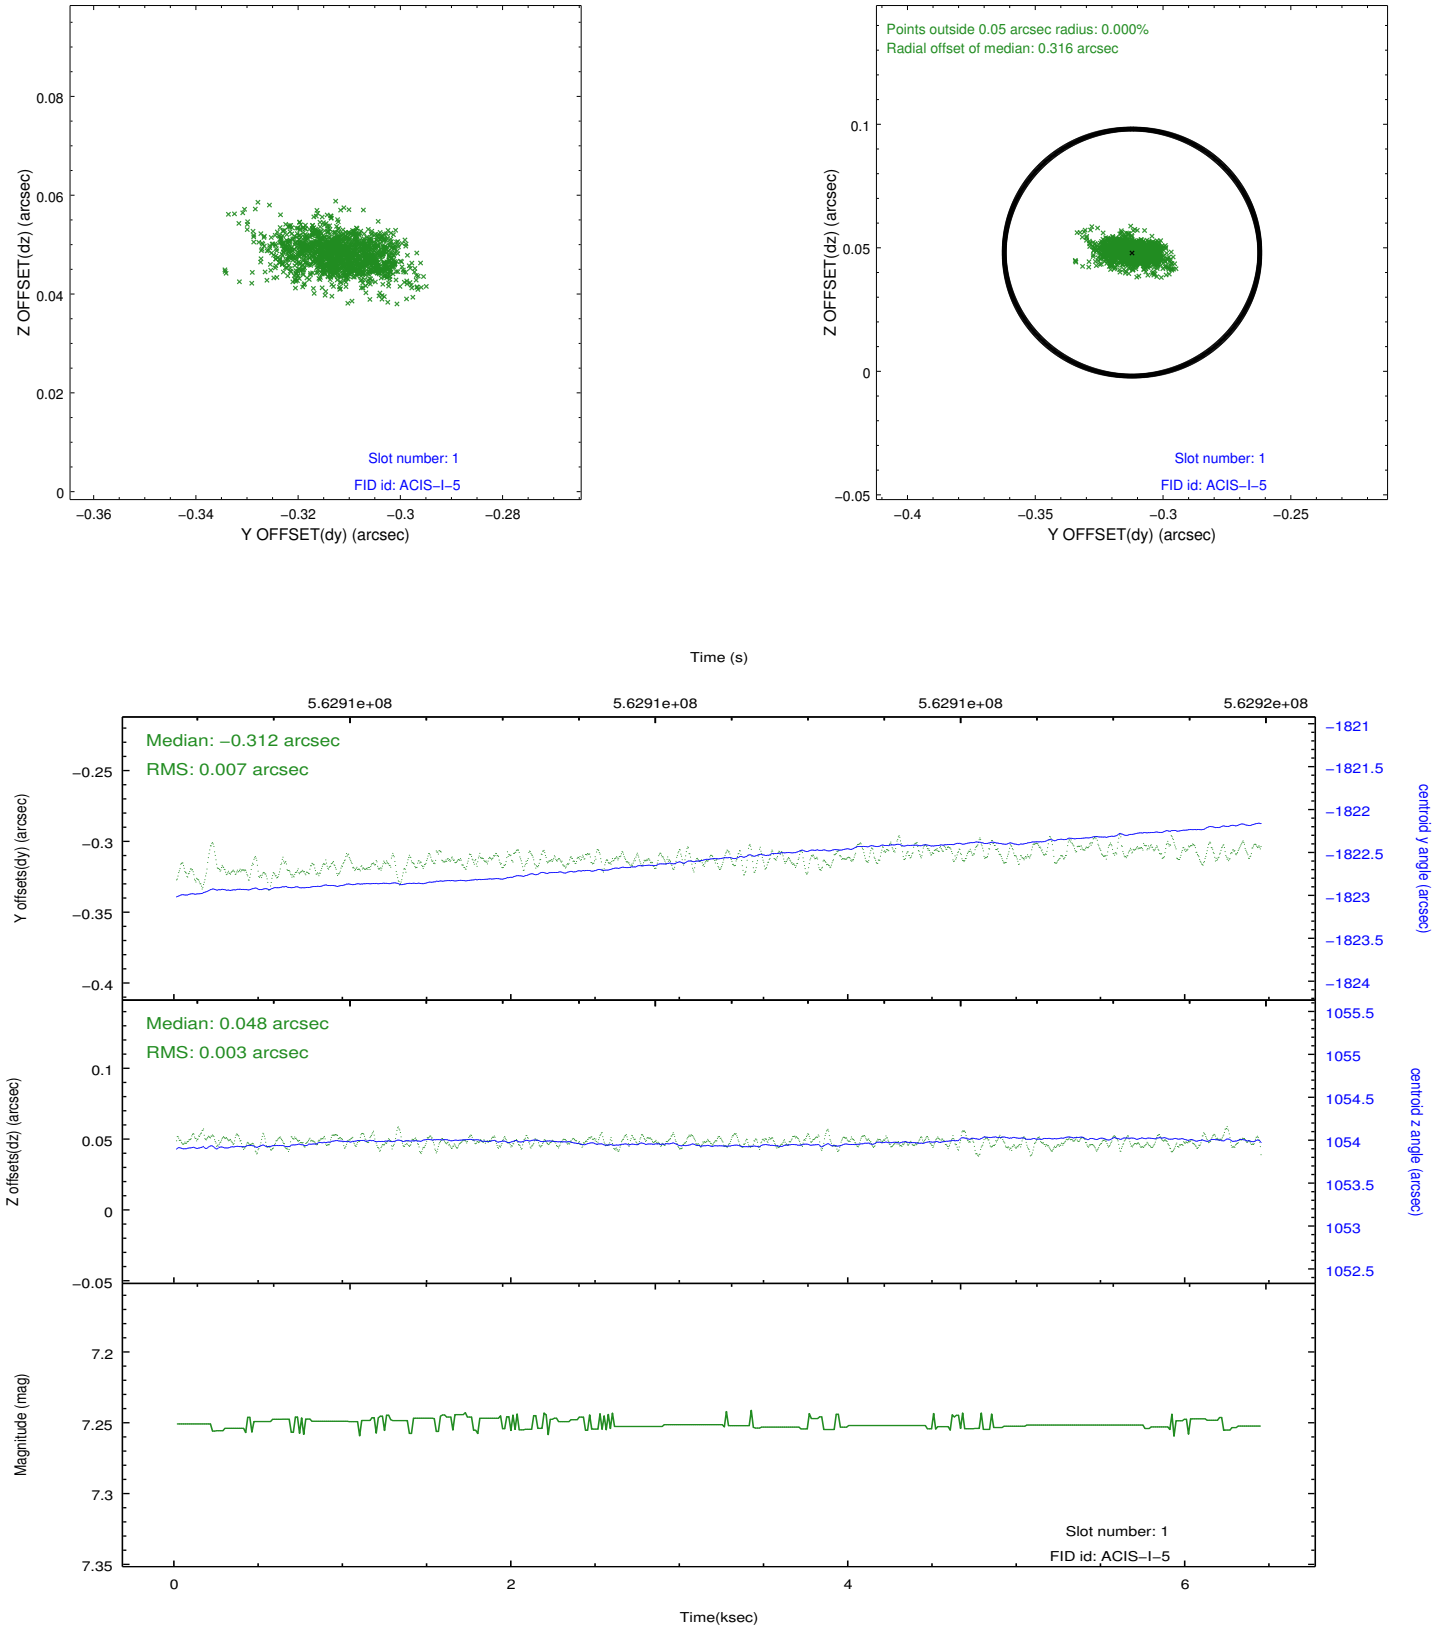 0.08
0.06
0.04
0.02
0
Z OFFSET(dz) (arcsec)
Slot number: 1
FID id: ACIS−I−5
−0.36 −0.34 −0.32 −0.3 −0.28
Y OFFSET(dy) (arcsec)
Points outside 0.05 arcsec radius: 0.000%
Radial offset of median: 0.316 arcsec
0.1
0.05
0
−0.05
Z OFFSET(dz) (arcsec)
Slot number: 1
FID id: ACIS−I−5
−0.4 −0.35 −0.3 −0.25
Y OFFSET(dy) (arcsec)
Time (s)
5.6291e+08 5.6291e+08 5.6291e+08 5.6292e+08
Median: −0.312 arcsec
RMS: 0.007 arcsec
−0.25
−0.3
−0.35
−0.4
Y offsets(dy) (arcsec)
−1821
−1821.5
−1822
−1822.5
−1823
−1823.5
−1824
centroid y angle (arcsec)
Median: 0.048 arcsec
RMS: 0.003 arcsec
0.1
0.05
0
−0.05
Z offsets(dz) (arcsec)
1055.5
1055
1054.5
1054
1053.5
1053
1052.5
centroid z angle (arcsec)
7.2
7.25
7.3
7.35
Magnitude (mag)
Slot number: 1
FID id: ACIS−I−5
0 2 4 6
Time(ksec)